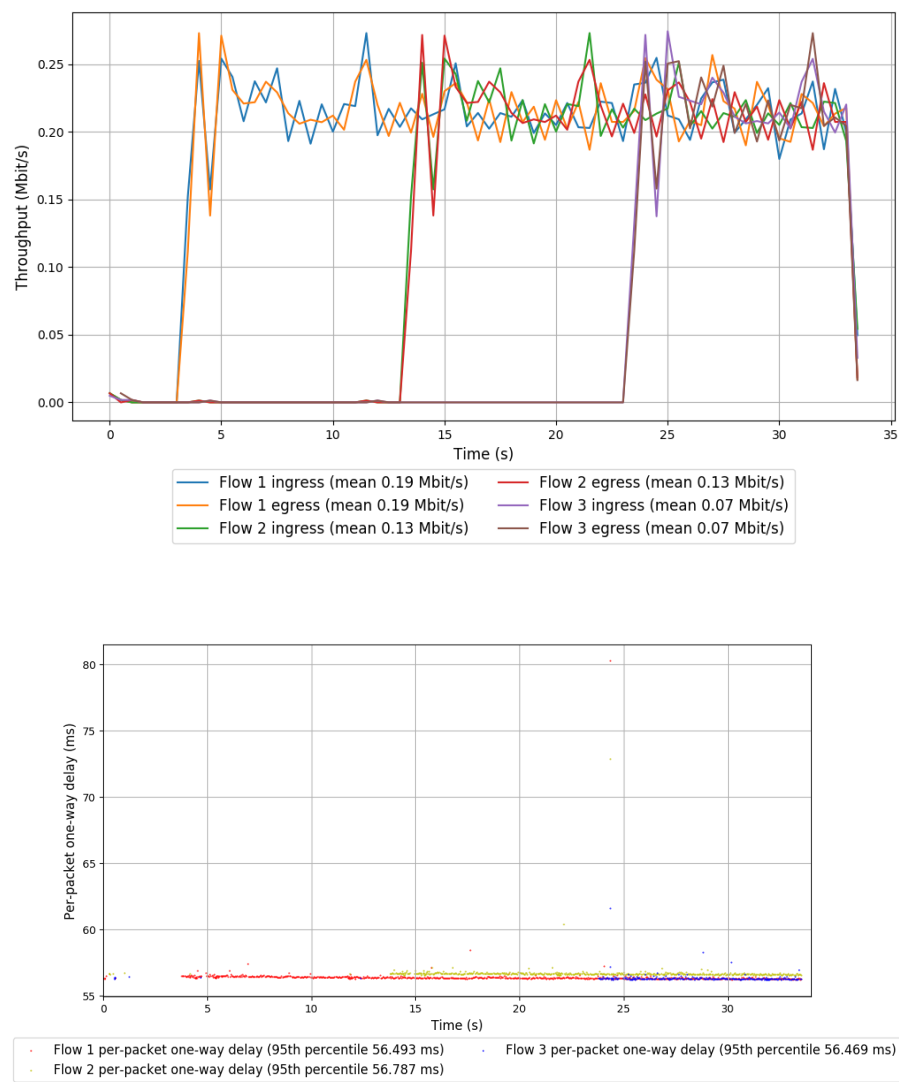 0.25
0.20
0.15
0.10
0.05
0.00
Throughput (Mbit/s)
0 5 10 15 20 25 30 35
Time (s)
Flow 1 ingress (mean 0.19 Mbit/s) Flow 2 egress (mean 0.13 Mbit/s)
Flow 1 egress (mean 0.19 Mbit/s) Flow 3 ingress (mean 0.07 Mbit/s)
Flow 2 ingress (mean 0.13 Mbit/s) Flow 3 egress (mean 0.07 Mbit/s)
80
75
70
65
60
55
Per-packet one-way delay (ms)
0 5 10 15 20 25 30
Time (s)
Flow 1 per-packet one-way delay (95th percentile 56.493 ms) Flow 3 per-packet one-way delay (95th percentile 56.469 ms)
Flow 2 per-packet one-way delay (95th percentile 56.787 ms)